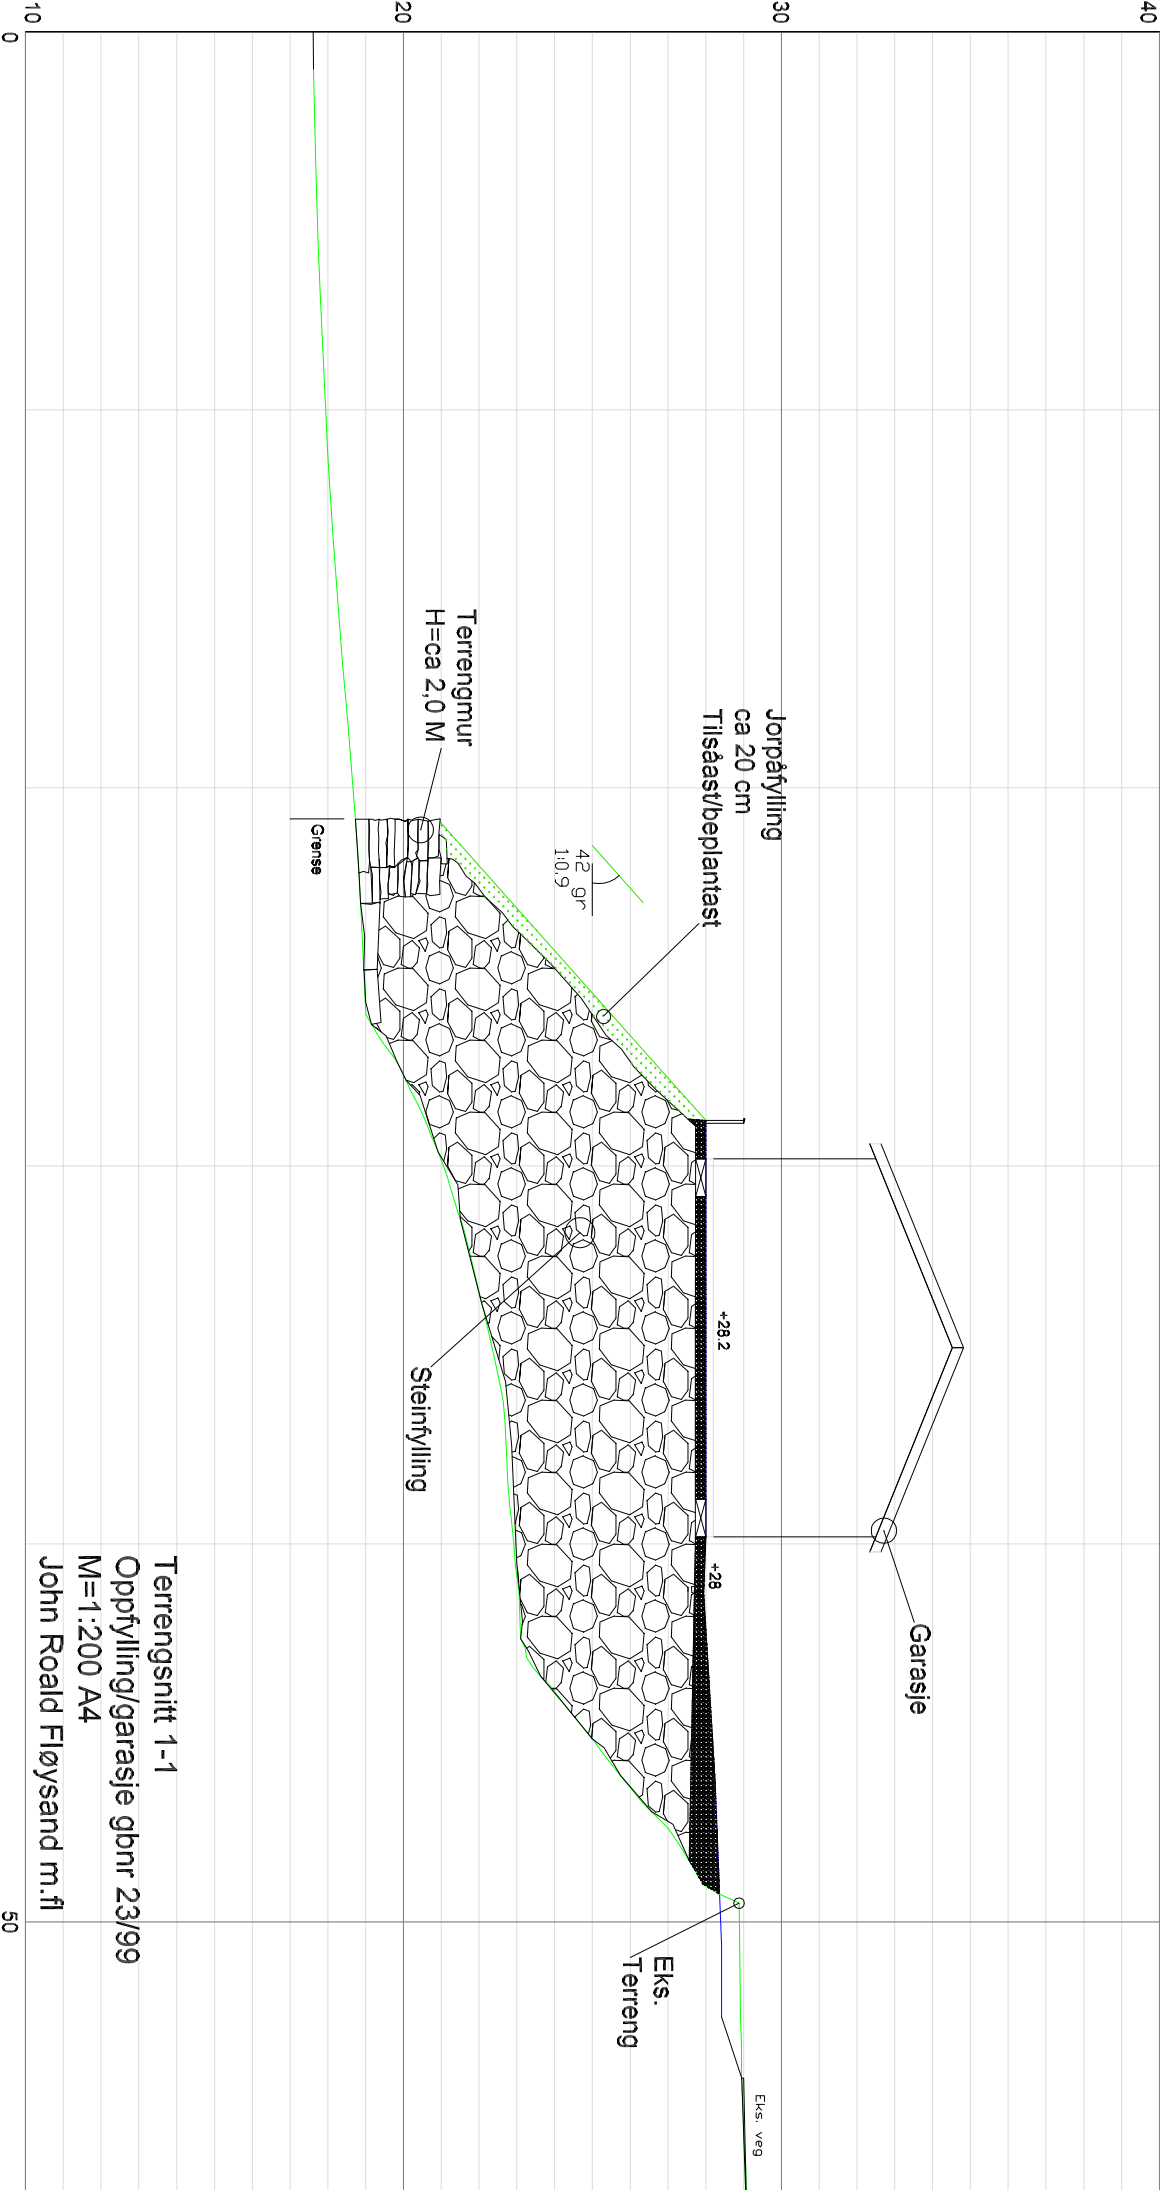 40
30
20
10
0
50
Garasje
Jorpåfylling
ca 20 cm
Tilsåast/beplantast
Eks. veg
+28.2
+28
Eks.
Terreng
42 gr
1:0.9
Terrengmur
H=ca 2,0 M
Steinfylling
Grense
Terrengsnitt 1-1
Oppfylling/garasje gbnr 23/99
M=1:200 A4
John Roald Fløysand m.fl